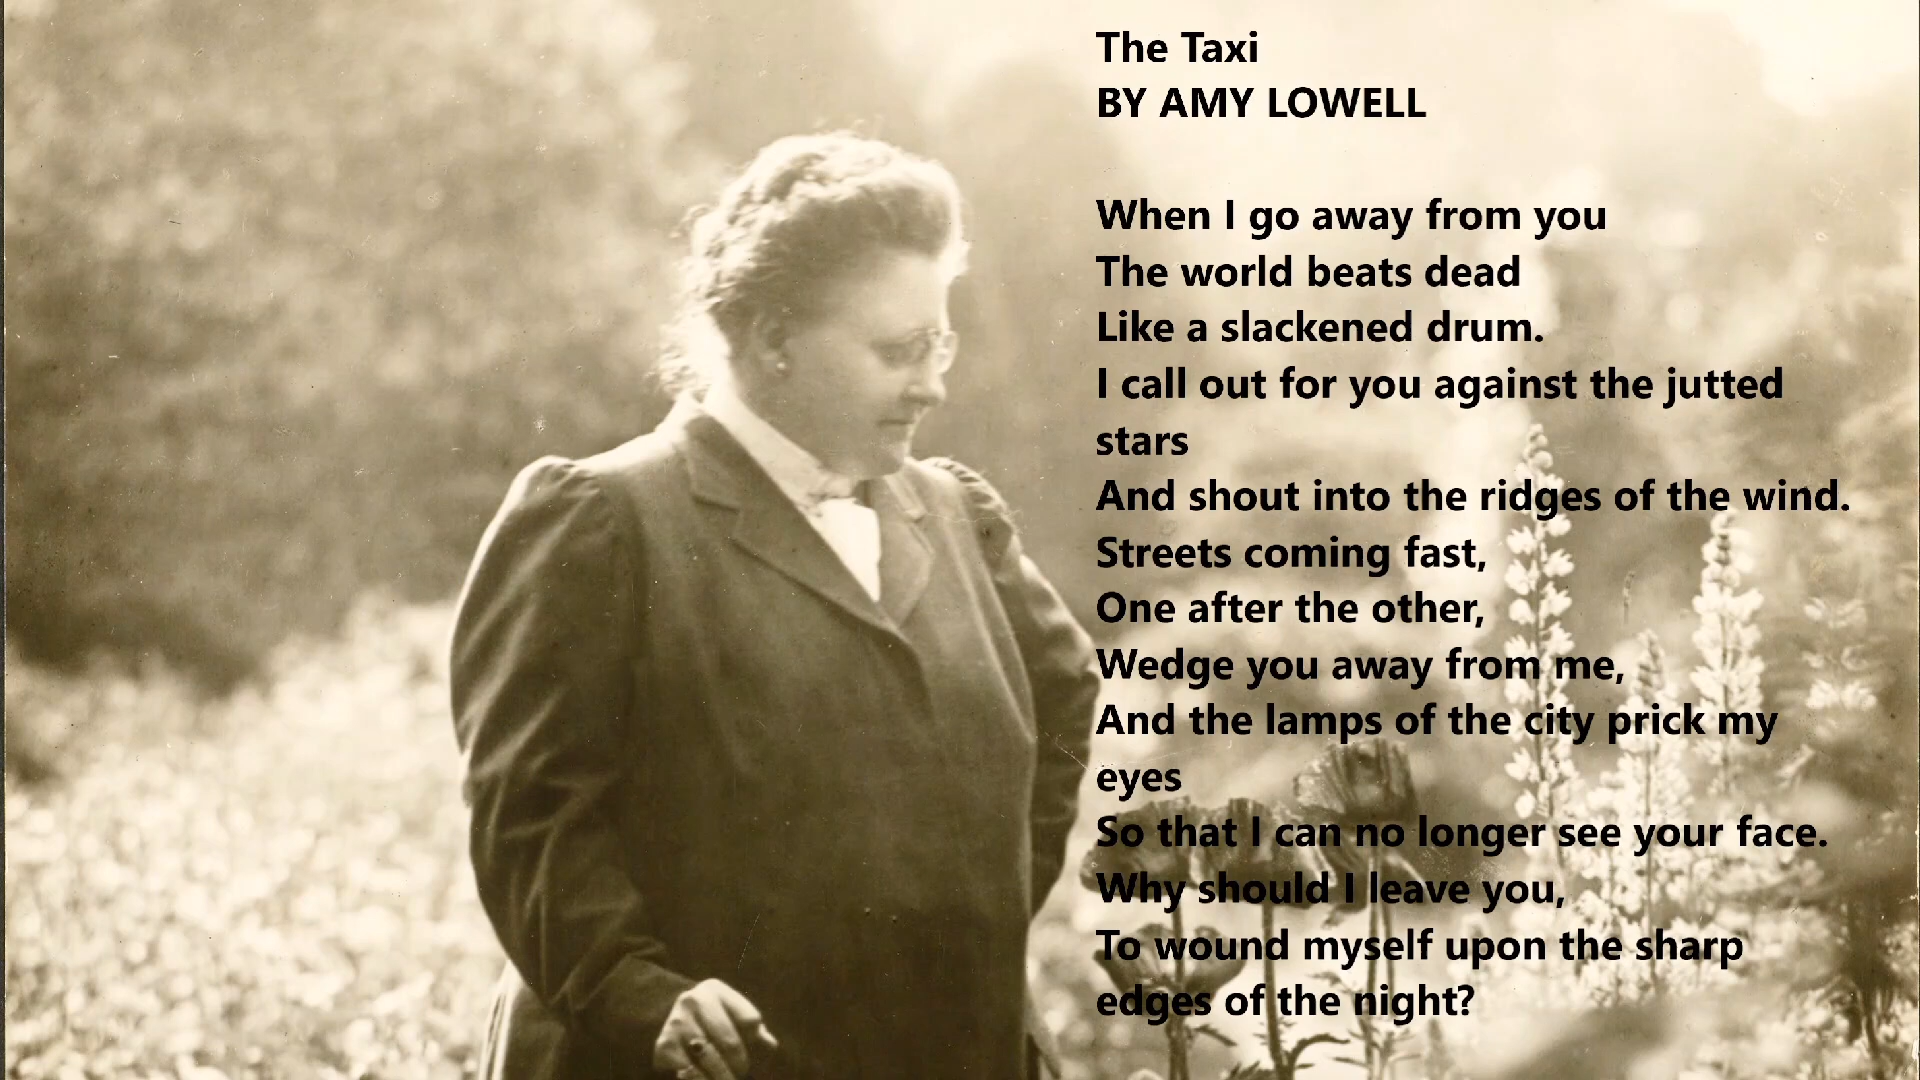 The Taxi
BY AMY LOWELL
When I go away from you
The world beats dead
Like a slackened drum.
I call out for you against the jutted
stars
And shout into the ridges of the wind.
Streets coming fast,
One after the other,
Wedge you away from me,
And the lamps of the city prick my
eyes
So that I can no longer see your face.
Why should I leave you,
To wound myself upon the sharp
edges of the night?